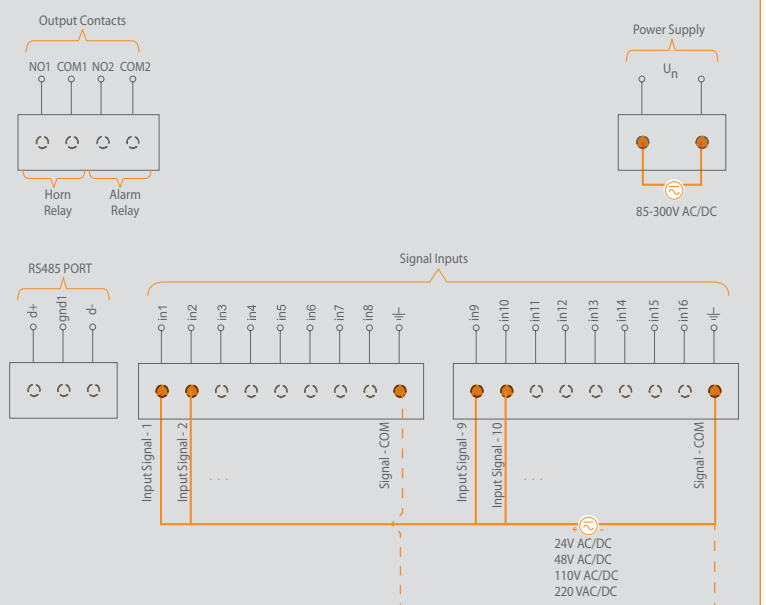 Output Contacts
NO1 COM1 NO2 COM2
Horn Relay
Alarm Relay
Power Supply
Un
85-300V AC/DC
RS485 PORT
d+ gnd1 d-
Signal Inputs
in1 in2 in3 in4 in5 in6 in7 in8
in9 in10 in11 in12 in13 in14 in15 in16
Input Signal - 1
Input Signal - 2
. . .
Signal - COM
Input Signal - 9
Input Signal - 10
. . .
Signal - COM
+ -
24V AC/DC
48V AC/DC
110V AC/DC
220 VAC/DC